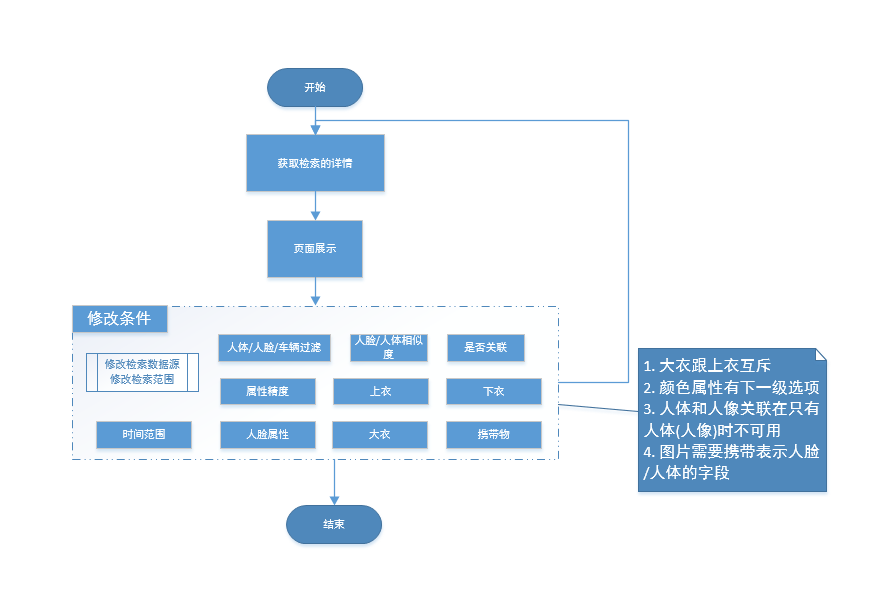 开始
获取检索的详情
页面展示
修改条件
人体/人脸/车辆过滤
人脸/人体相似
度
是否关联
修改检索数据源
修改检索范围
属性精度
上衣
下衣
时间范围
人脸属性
大衣
携带物
1. 大衣跟上衣互斥
2. 颜色属性有下一级选项
3. 人体和人像关联在只有
人体(人像)时不可用
4. 图片需要携带表示人脸
/人体的字段
结束